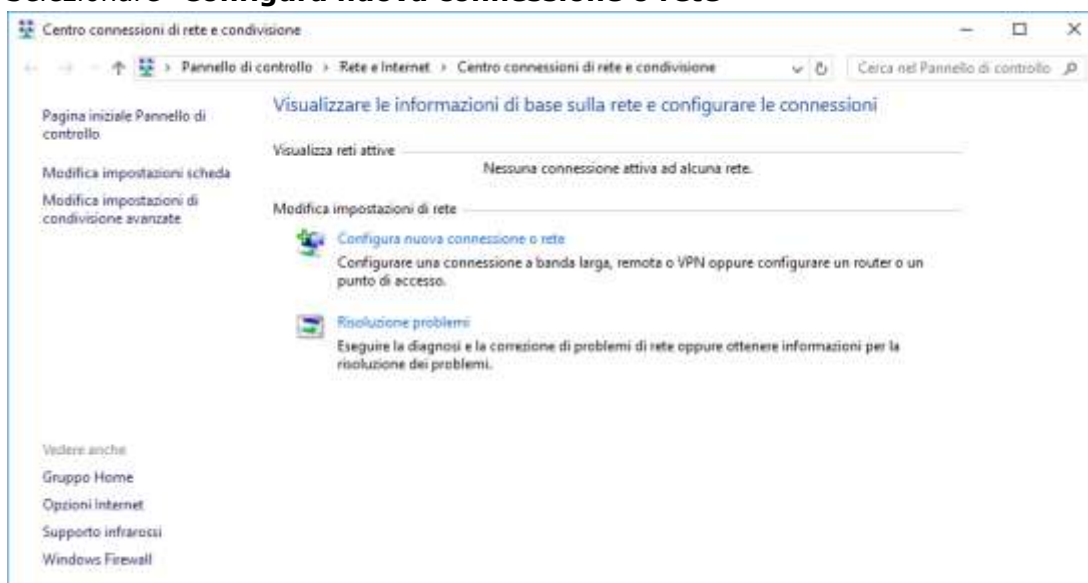 Selezionare "Configura nuova connessione o rete"
Centro connessioni di rete e condivisione
Pannello di controllo > Rete e Internet > Centro connessioni di rete e condivisione
Cerca nel Pannello di controllo
Pagina iniziale Pannello di
controllo
Modifica impostazioni scheda
Modifica impostazioni di
condivisione avanzate
Visualizzare le informazioni di base sulla rete e configurare le connessioni
Visualizza reti attive
Nessuna connessione attiva ad alcuna rete.
Modifica impostazioni di rete
Configura nuova connessione o rete
Configurare una connessione a banda larga, remota o VPN oppure configurare un router o un
punto di accesso.
Risoluzione problemi
Eseguire la diagnosi e la correzione di problemi di rete oppure ottenere informazioni per la
risoluzione dei problemi.
Vedere anche
Gruppo Home
Opzioni Internet
Supporto infrarossi
Windows Firewall